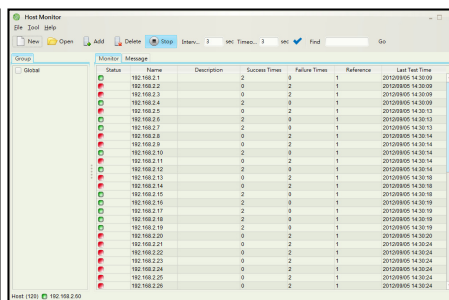 Host Monitor
File Tool Help
New Open Add Delete Stop Interv... 3 sec Timeo... 3 sec Find Go
Group Monitor Message
Global
Status Name Description Success Times Failure Times Reference Last Test Time
192.168.2.1 2 0 1 2012/09/05 14:30:09
192.168.2.2 0 2 1 2012/09/05 14:30:09
192.168.2.3 0 2 1 2012/09/05 14:30:09
192.168.2.4 2 0 1 2012/09/05 14:30:09
192.168.2.5 0 2 1 2012/09/05 14:30:13
192.168.2.6 2 0 1 2012/09/05 14:30:13
192.168.2.7 2 0 1 2012/09/05 14:30:13
192.168.2.8 0 2 1 2012/09/05 14:30:14
192.168.2.9 0 2 1 2012/09/05 14:30:14
192.168.2.10 2 0 1 2012/09/05 14:30:14
192.168.2.11 0 2 1 2012/09/05 14:30:14
192.168.2.12 2 0 1 2012/09/05 14:30:14
192.168.2.13 0 2 1 2012/09/05 14:30:18
192.168.2.14 0 2 1 2012/09/05 14:30:18
192.168.2.15 0 2 1 2012/09/05 14:30:18
192.168.2.16 2 0 1 2012/09/05 14:30:19
192.168.2.17 2 0 1 2012/09/05 14:30:19
192.168.2.18 2 0 1 2012/09/05 14:30:19
192.168.2.19 2 0 1 2012/09/05 14:30:19
192.168.2.20 0 2 1 2012/09/05 14:30:20
192.168.2.21 0 2 1 2012/09/05 14:30:24
192.168.2.22 0 2 1 2012/09/05 14:30:24
192.168.2.23 0 2 1 2012/09/05 14:30:24
192.168.2.24 0 2 1 2012/09/05 14:30:24
192.168.2.25 0 2 1 2012/09/05 14:30:24
192.168.2.26 0 2 1 2012/09/05 14:30:24
Host (120) 192.168.2.60